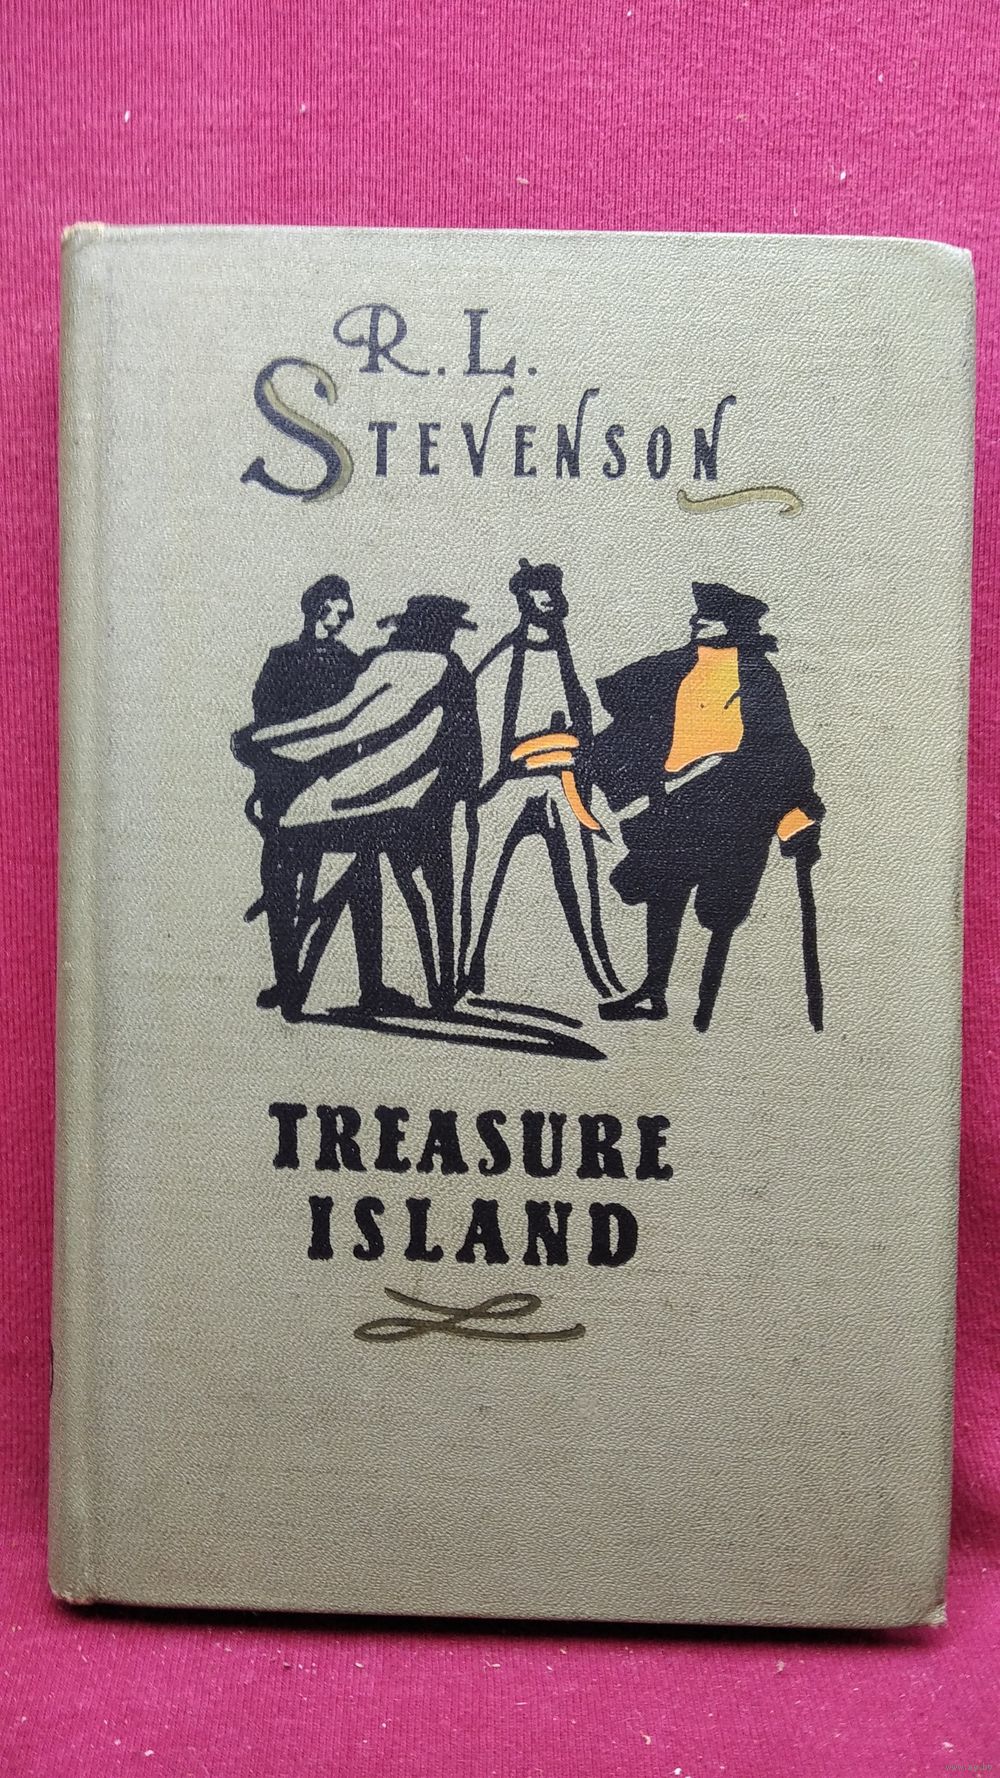 R. L.
STEVENSON
TREASURE
ISLAND